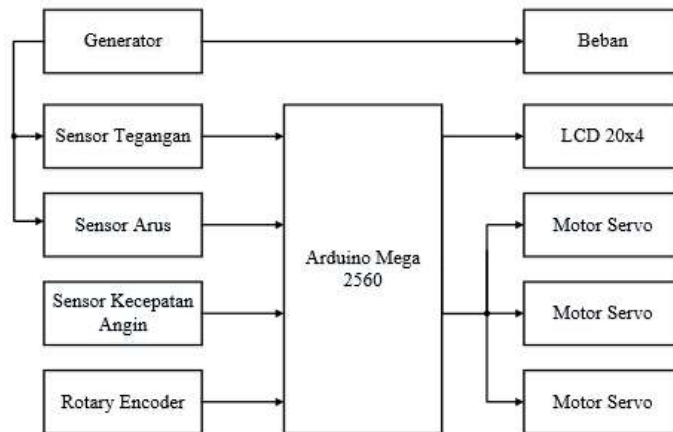 Generator
Beban
Sensor Tegangan
LCD 20x4
Sensor Arus
Motor Servo
Arduino Mega
2560
Sensor Kecepatan
Angin
Motor Servo
Rotary Encoder
Motor Servo